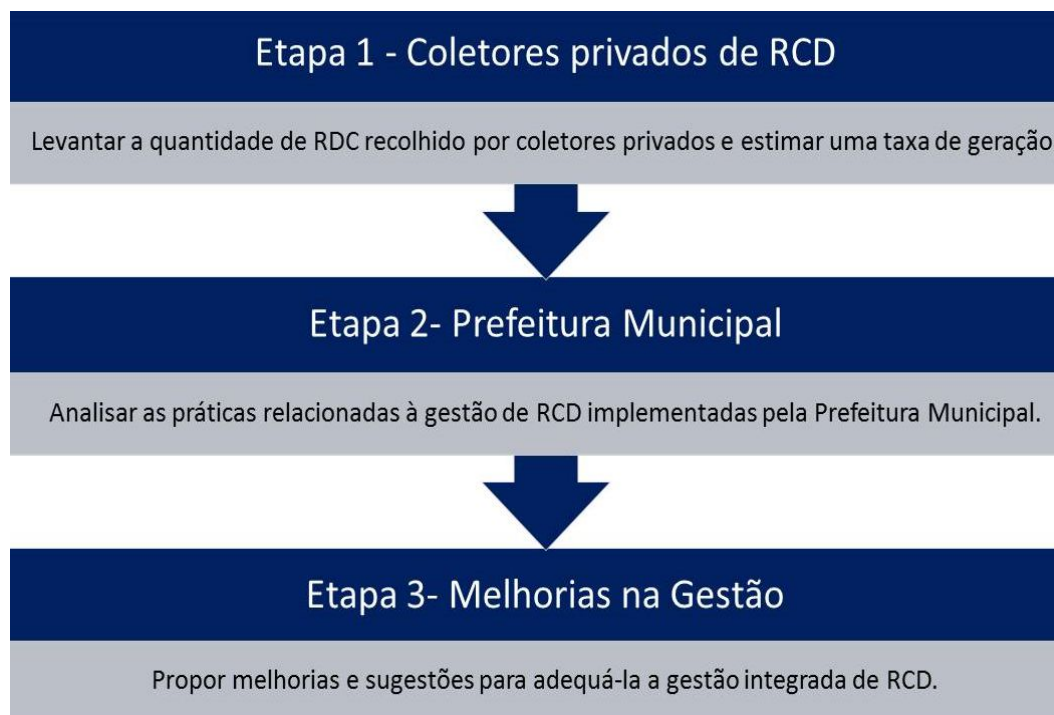 Etapa 1 - Coletores privados de RCD
Levantar a quantidade de RDC recolhido por coletores privados e estimar uma taxa de geração
Etapa 2- Prefeitura Municipal
Analisar as práticas relacionadas à gestão de RCD implementadas pela Prefeitura Municipal.
Etapa 3- Melhorias na Gestão
Propor melhorias e sugestões para adequá-la a gestão integrada de RCD.